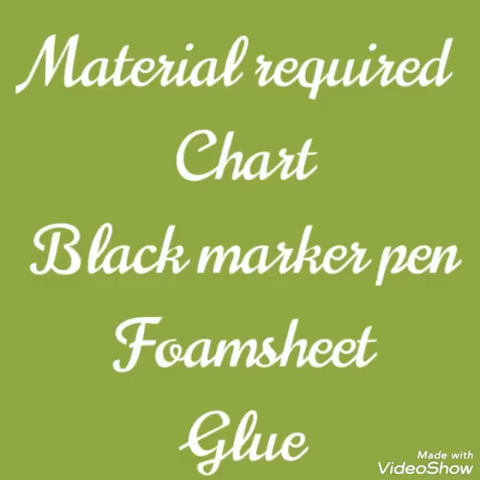 Material required
Chart
Black marker pen
Foamsheet
Glue
Made with
VideoShow